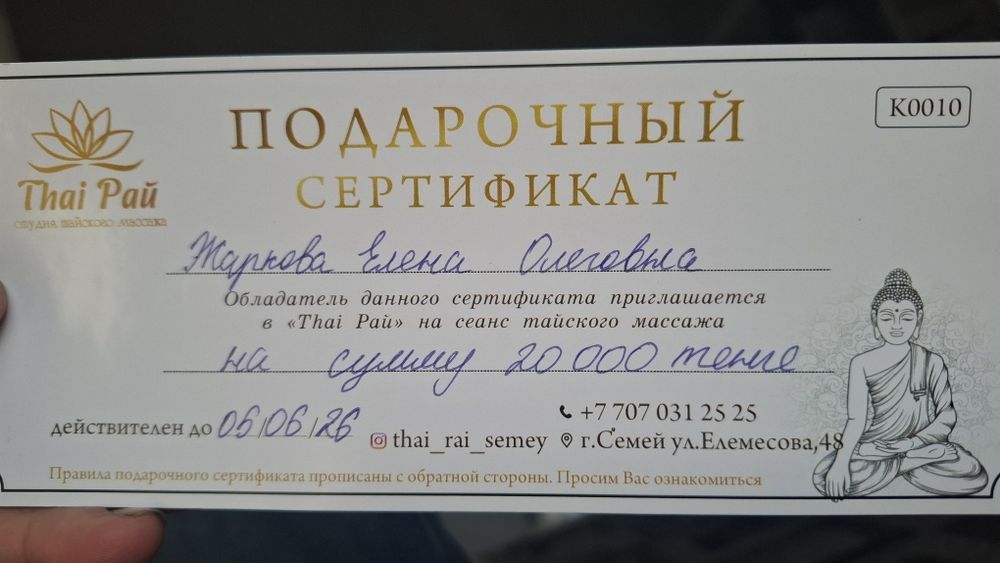 ПОДАРОЧНЫЙ
K0010
СЕРТИФИКАТ
Thai Рай
студия тайского массажа
Жаркова Елена Олеговна
Обладатель данного сертификата приглашается
в «Thai Рай» на сеанс тайского массажа
на сумму 20 000 тенге
действителен до 05/06/26
+7 707 031 25 25
thai_rai_semey г.Семей ул.Елемесова,48
Правила подарочного сертификата прописаны с обратной стороны. Просим Вас ознакомиться